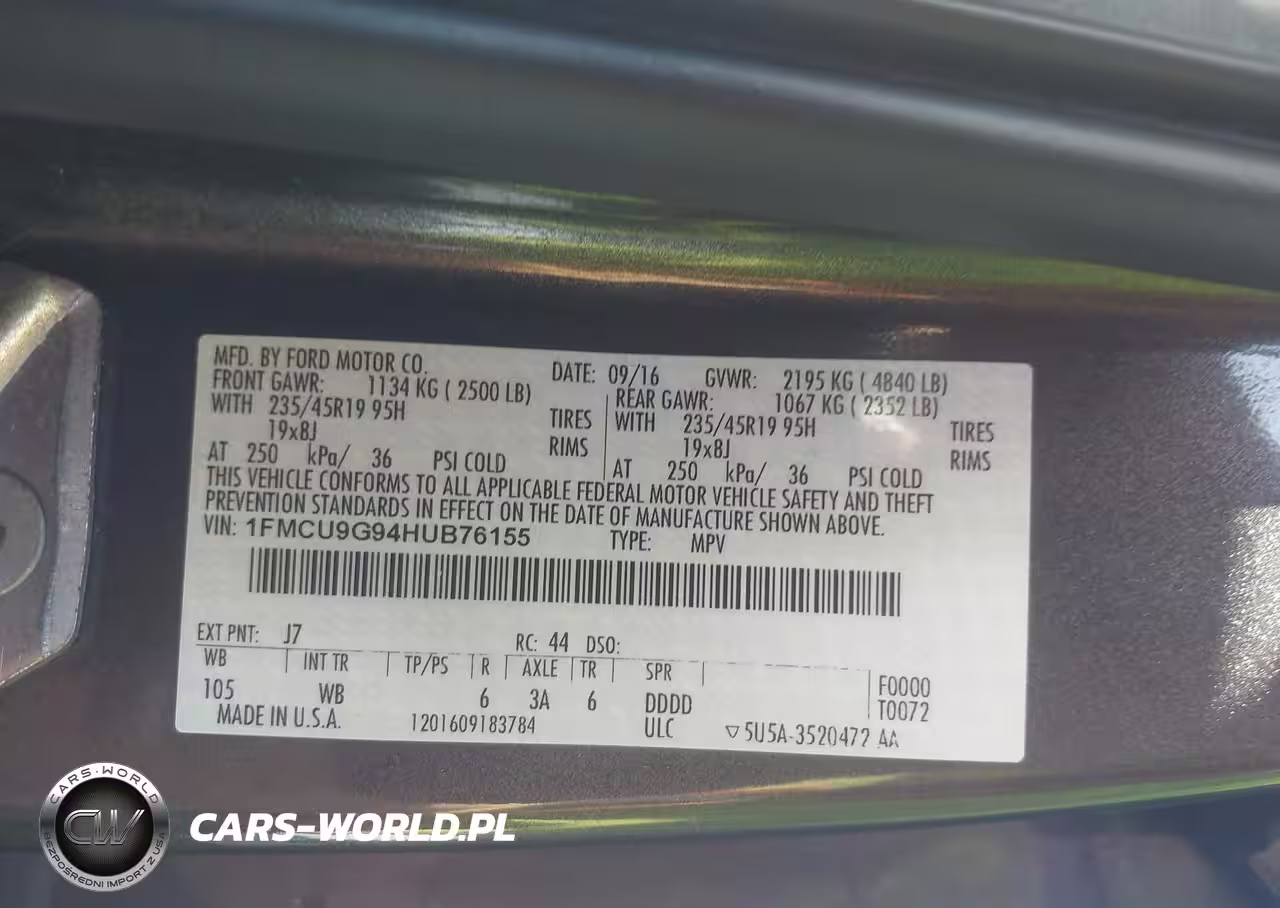 MFD. BY FORD MOTOR CO. DATE: 09/16 GVWR: 2195 KG ( 4840 LB)
FRONT GAWR: 1134 KG ( 2500 LB) REAR GAWR: 1067 KG ( 2352 LB)
WITH 235/45R19 95H TIRES WITH 235/45R19 95H TIRES
19x8J RIMS 19x8J RIMS
AT 250 kPa/ 36 PSI COLD AT 250 kPa/ 36 PSI COLD
THIS VEHICLE CONFORMS TO ALL APPLICABLE FEDERAL MOTOR VEHICLE SAFETY AND THEFT
PREVENTION STANDARDS IN EFFECT ON THE DATE OF MANUFACTURE SHOWN ABOVE.
VIN: 1FMCU9G94HUB76155 TYPE: MPV
EXT PNT: J7 RC: 44 DSO:
WB INT TR TP/PS R AXLE TR SPR
105 WB 6 3A 6 DDDD F0000
T0072
MADE IN U.S.A. 1201609183784 ULC ▽5U5A-3520472 AA
CARS-WORLD
CW
BEZPOŚREDNI IMPORT Z USA
CARS-WORLD.PL